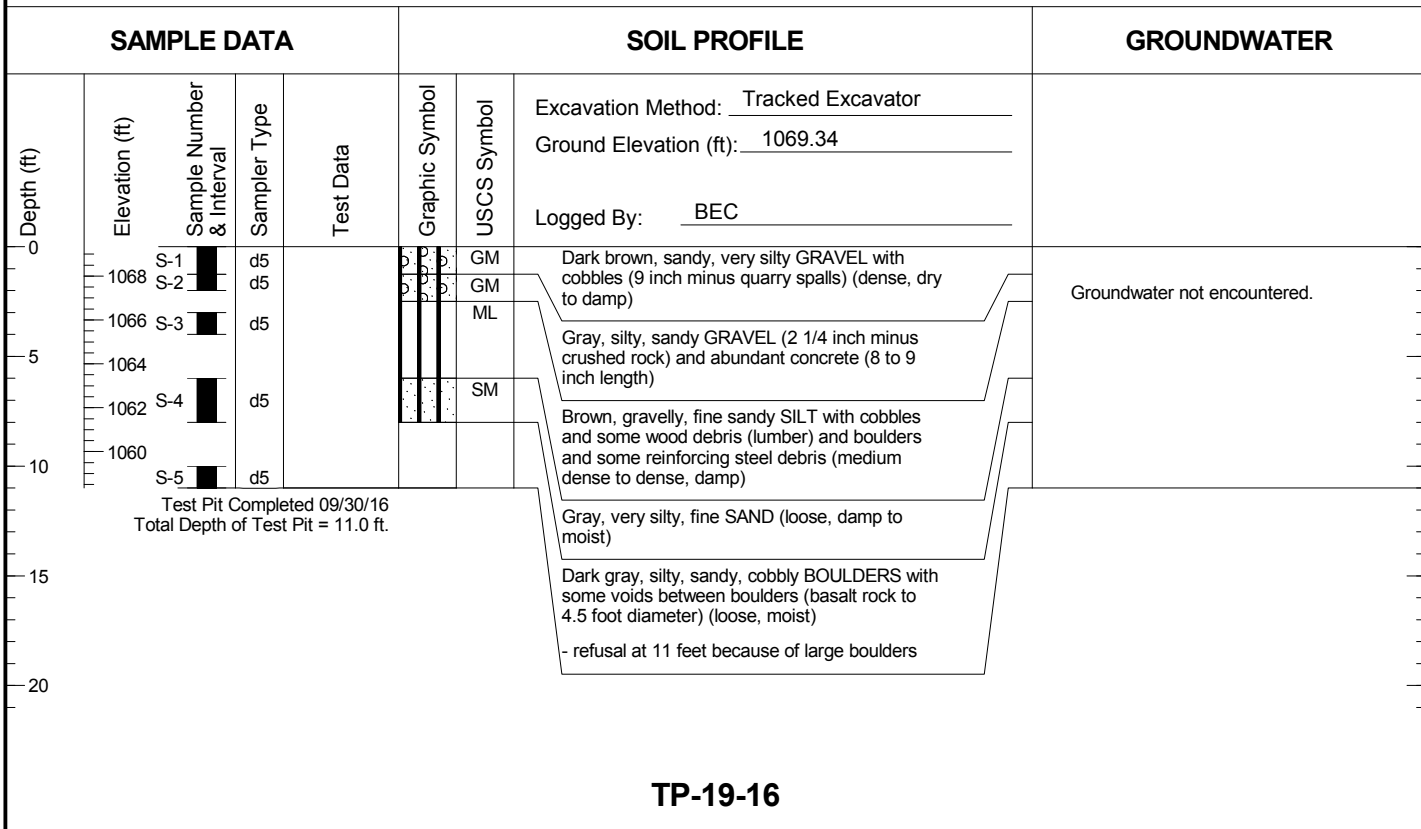 SAMPLE DATA
SOIL PROFILE
GROUNDWATER
Depth (ft)
Elevation (ft)
Sample Number
& Interval
Sampler Type
Test Data
Graphic Symbol
USCS Symbol
Excavation Method: Tracked Excavator
Ground Elevation (ft): 1069.34
Logged By: BEC
0
5
10
15
20
1068
1066
1064
1062
1060
S-1 d5
S-2 d5
S-3 d5
S-4 d5
S-5 d5
GM
GM
ML
SM
Dark brown, sandy, very silty GRAVEL with
cobbles (9 inch minus quarry spalls) (dense, dry
to damp)
Gray, silty, sandy GRAVEL (2 1/4 inch minus
crushed rock) and abundant concrete (8 to 9
inch length)
Brown, gravelly, fine sandy SILT with cobbles
and some wood debris (lumber) and boulders
and some reinforcing steel debris (medium
dense to dense, damp)
Gray, very silty, fine SAND (loose, damp to
moist)
Dark gray, silty, sandy, cobbly BOULDERS with
some voids between boulders (basalt rock to
4.5 foot diameter) (loose, moist)
- refusal at 11 feet because of large boulders
Groundwater not encountered.
Test Pit Completed 09/30/16
Total Depth of Test Pit = 11.0 ft.
TP-19-16